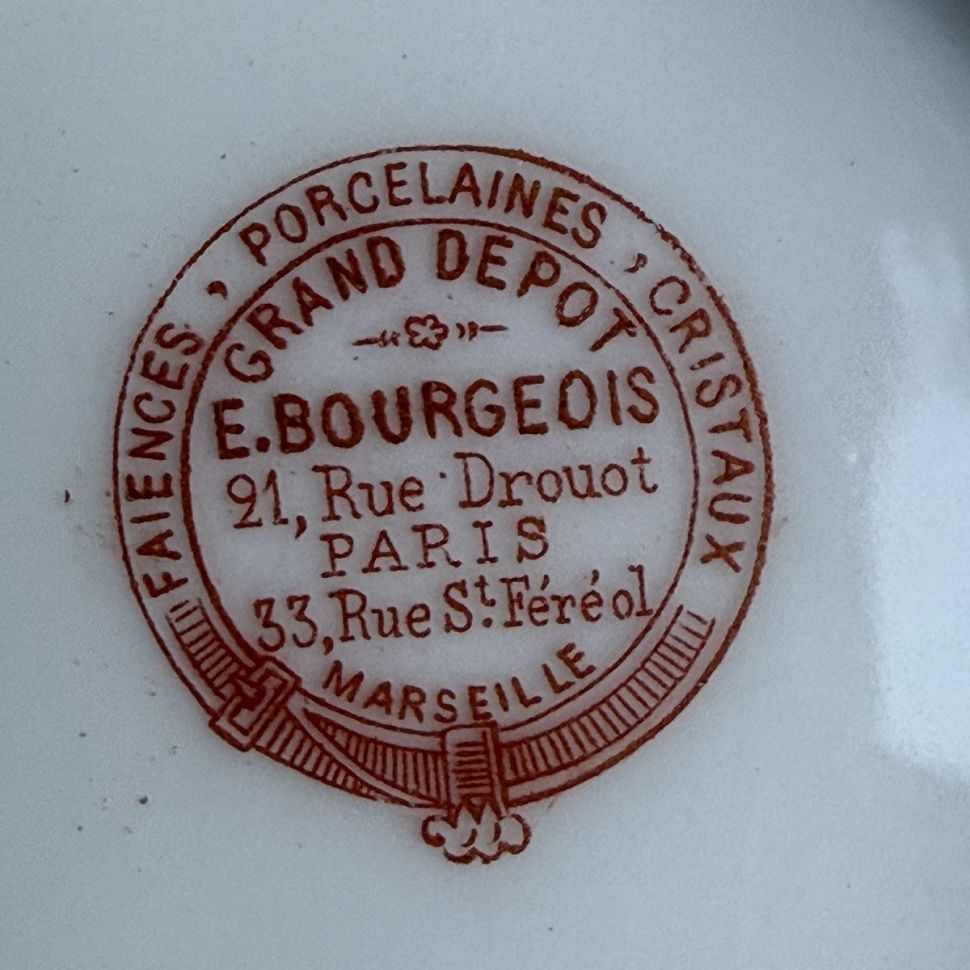 FAIENCES, PORCELAINES, CRISTAUX
GRAND DEPOT
E. BOURGEOIS
21, Rue Drouot
PARIS
33, Rue St. Féréol
MARSEILLE